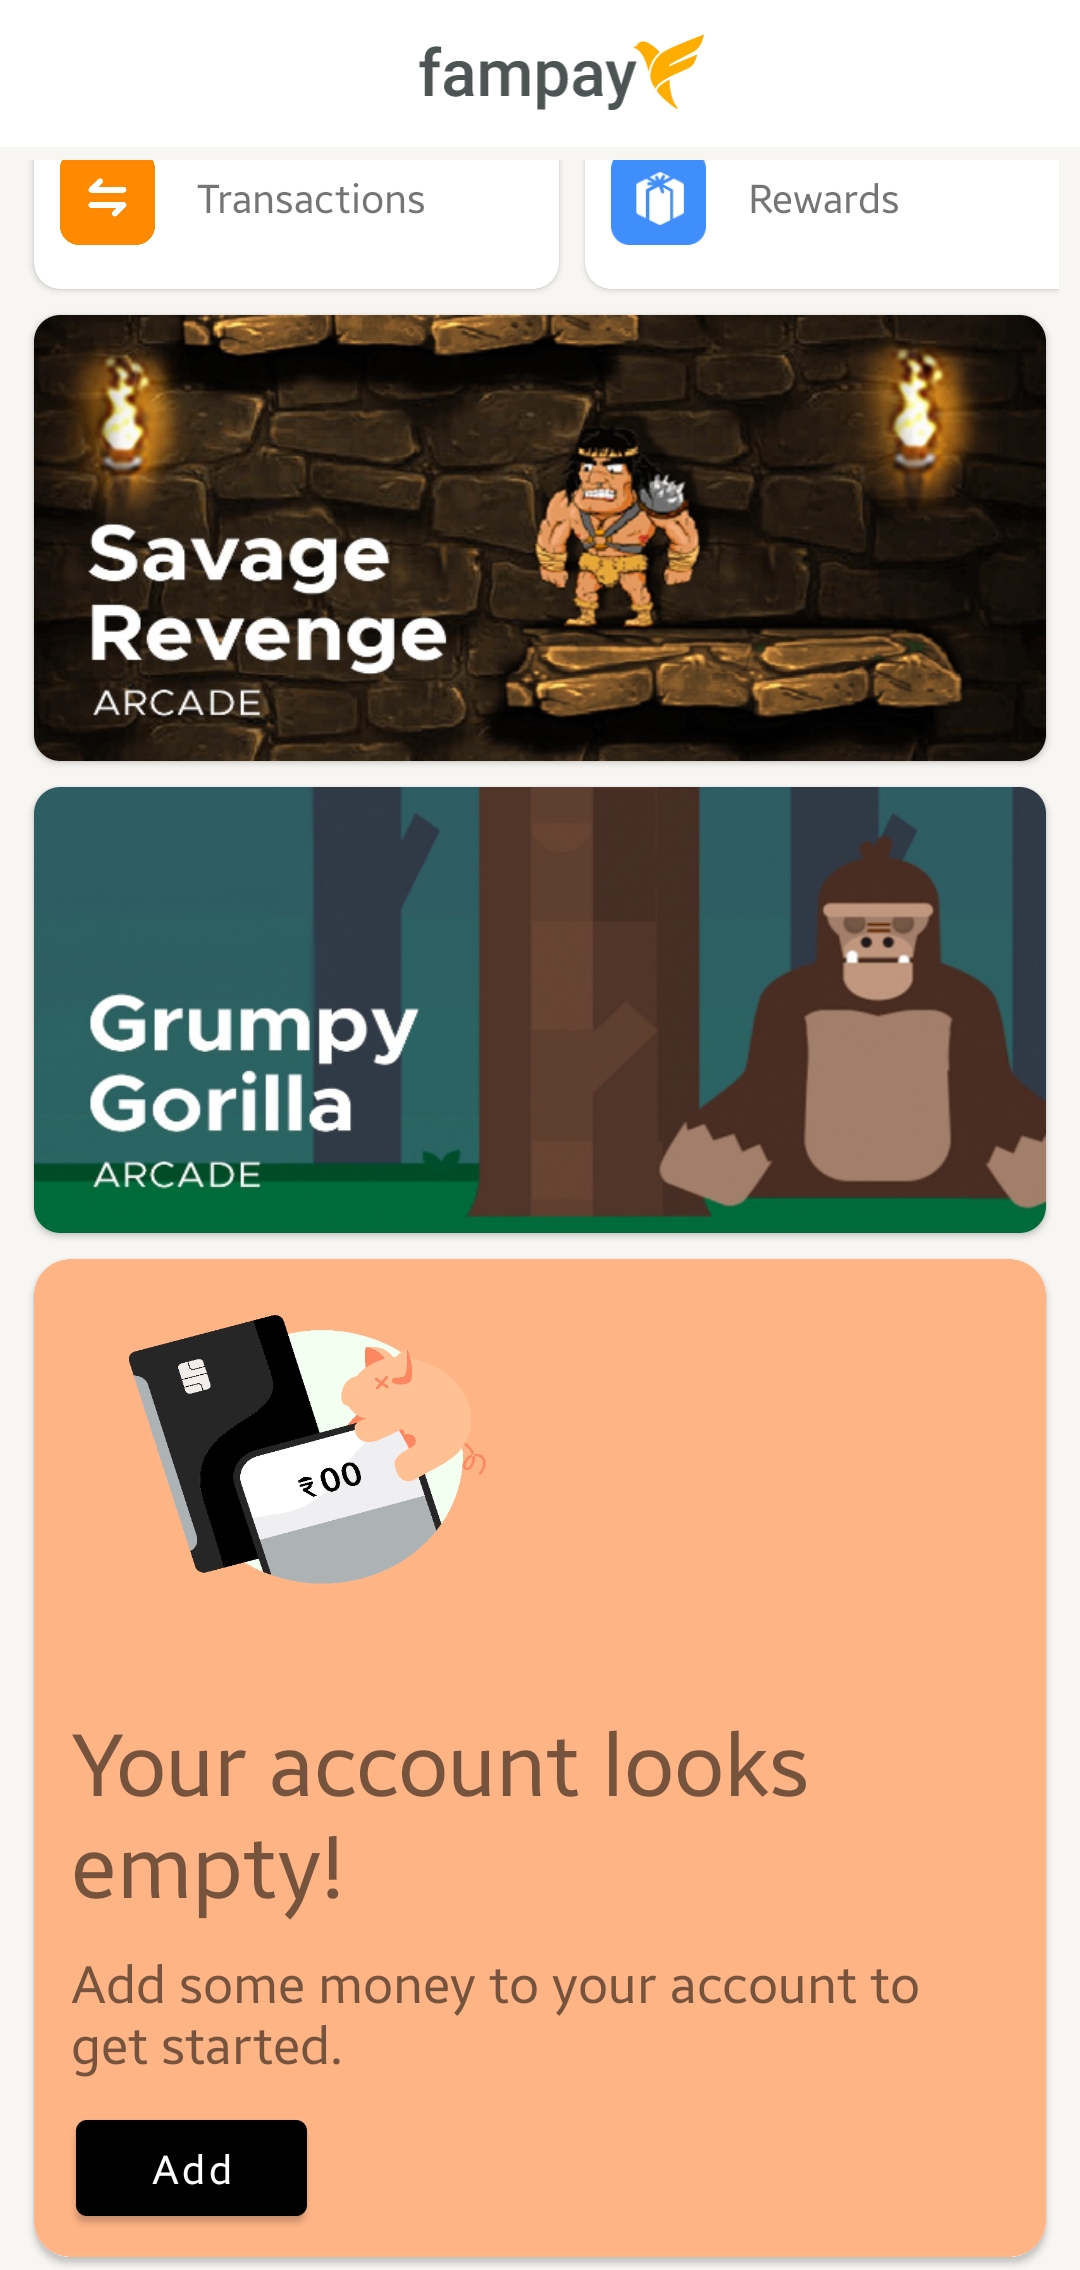 fampay
Transactions
Rewards
Savage
Revenge
ARCADE
Grumpy
Gorilla
ARCADE
₹00
Your account looks
empty!
Add some money to your account to
get started.
Add